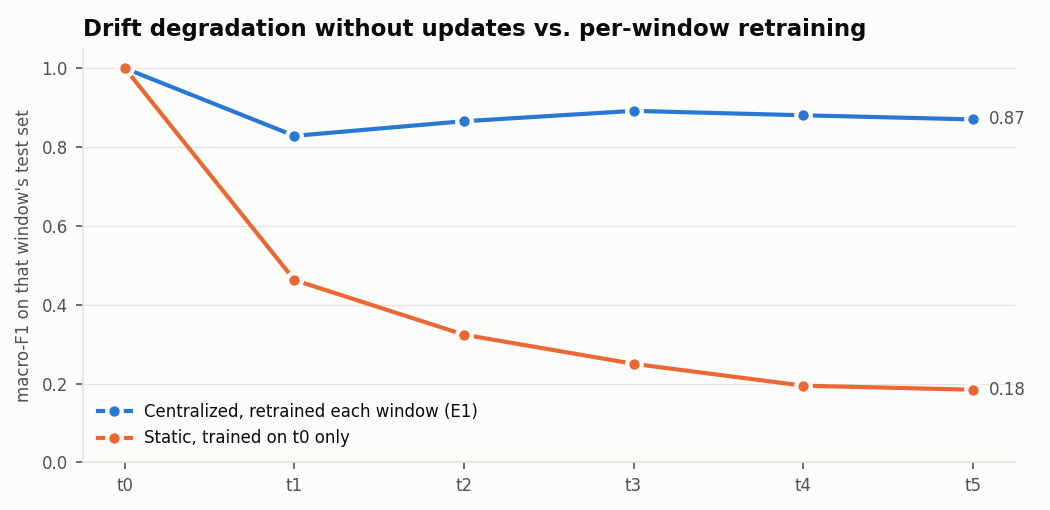 Drift degradation without updates vs. per-window retraining
macro-F1 on that window's test set
1.0
0.8
0.6
0.4
0.2
0.0
0.87
0.18
Centralized, retrained each window (E1)
Static, trained on t0 only
t0
t1
t2
t3
t4
t5